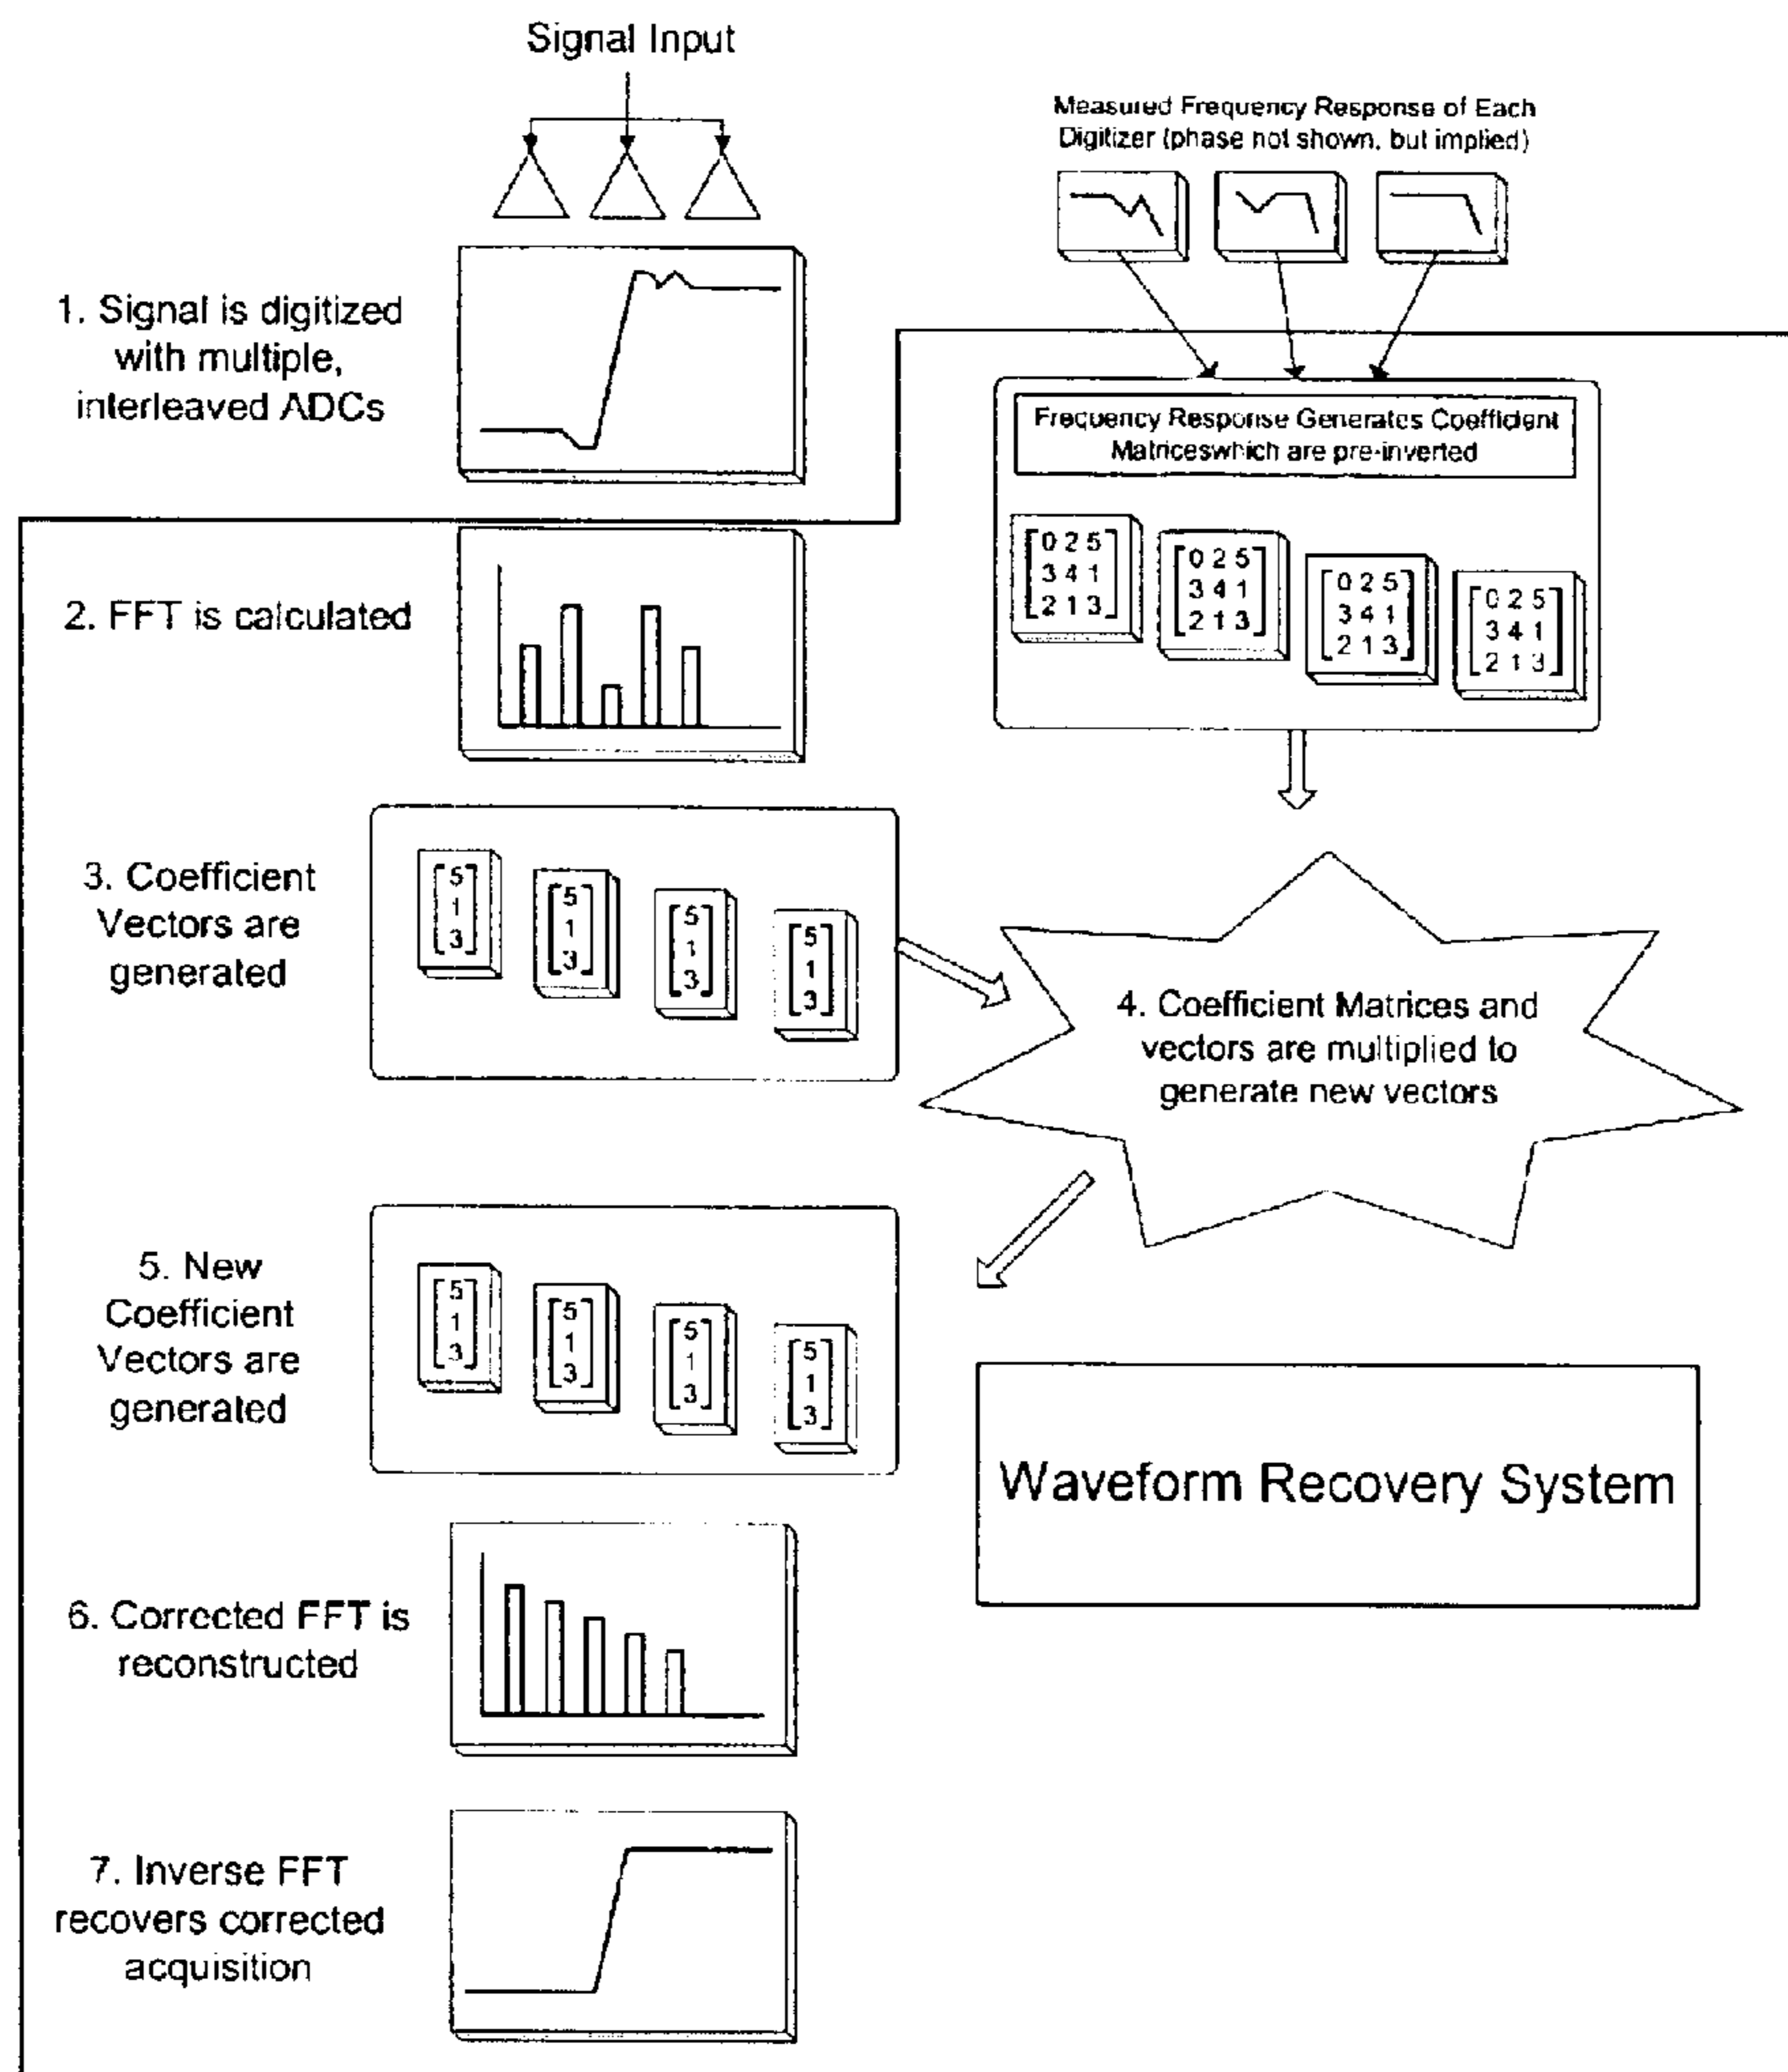 Signal Input
Measured Frequency Response of Each
Digitizer (phase not shown, but implied)
1. Signal is digitized
with multiple,
interleaved ADCs
Frequency Response Generates Coefficient
Matriceswhich are pre-inverted
0 2 5
3 4 1
2 1 3
0 2 5
3 4 1
2 1 3
0 2 5
3 4 1
2 1 3
0 2 5
3 4 1
2 1 3
2. FFT is calculated
3. Coefficient
Vectors are
generated
5
1
3
5
1
3
5
1
3
5
1
3
4. Coefficient Matrices and
vectors are multiplied to
generate new vectors
5. New
Coefficient
Vectors are
generated
5
1
3
5
1
3
5
1
3
5
1
3
Waveform Recovery System
6. Corrected FFT is
reconstructed
7. Inverse FFT
recovers corrected
acquisition